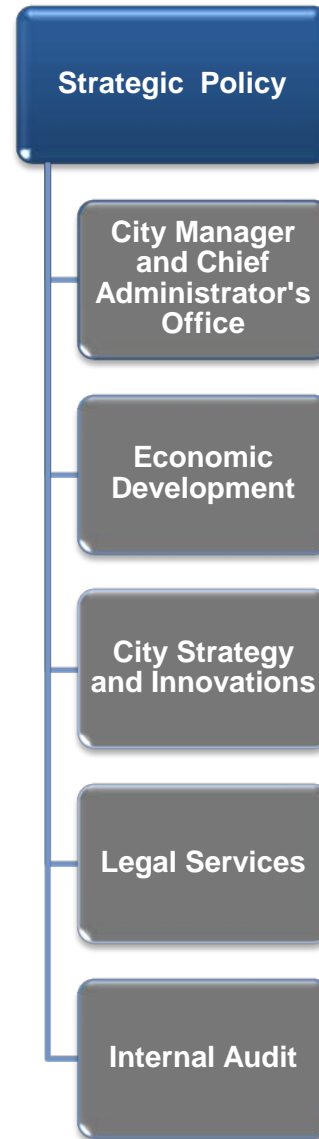 Strategic Policy
City Manager
and Chief
Administrator's
Office
Economic
Development
City Strategy
and Innovations
Legal Services
Internal Audit